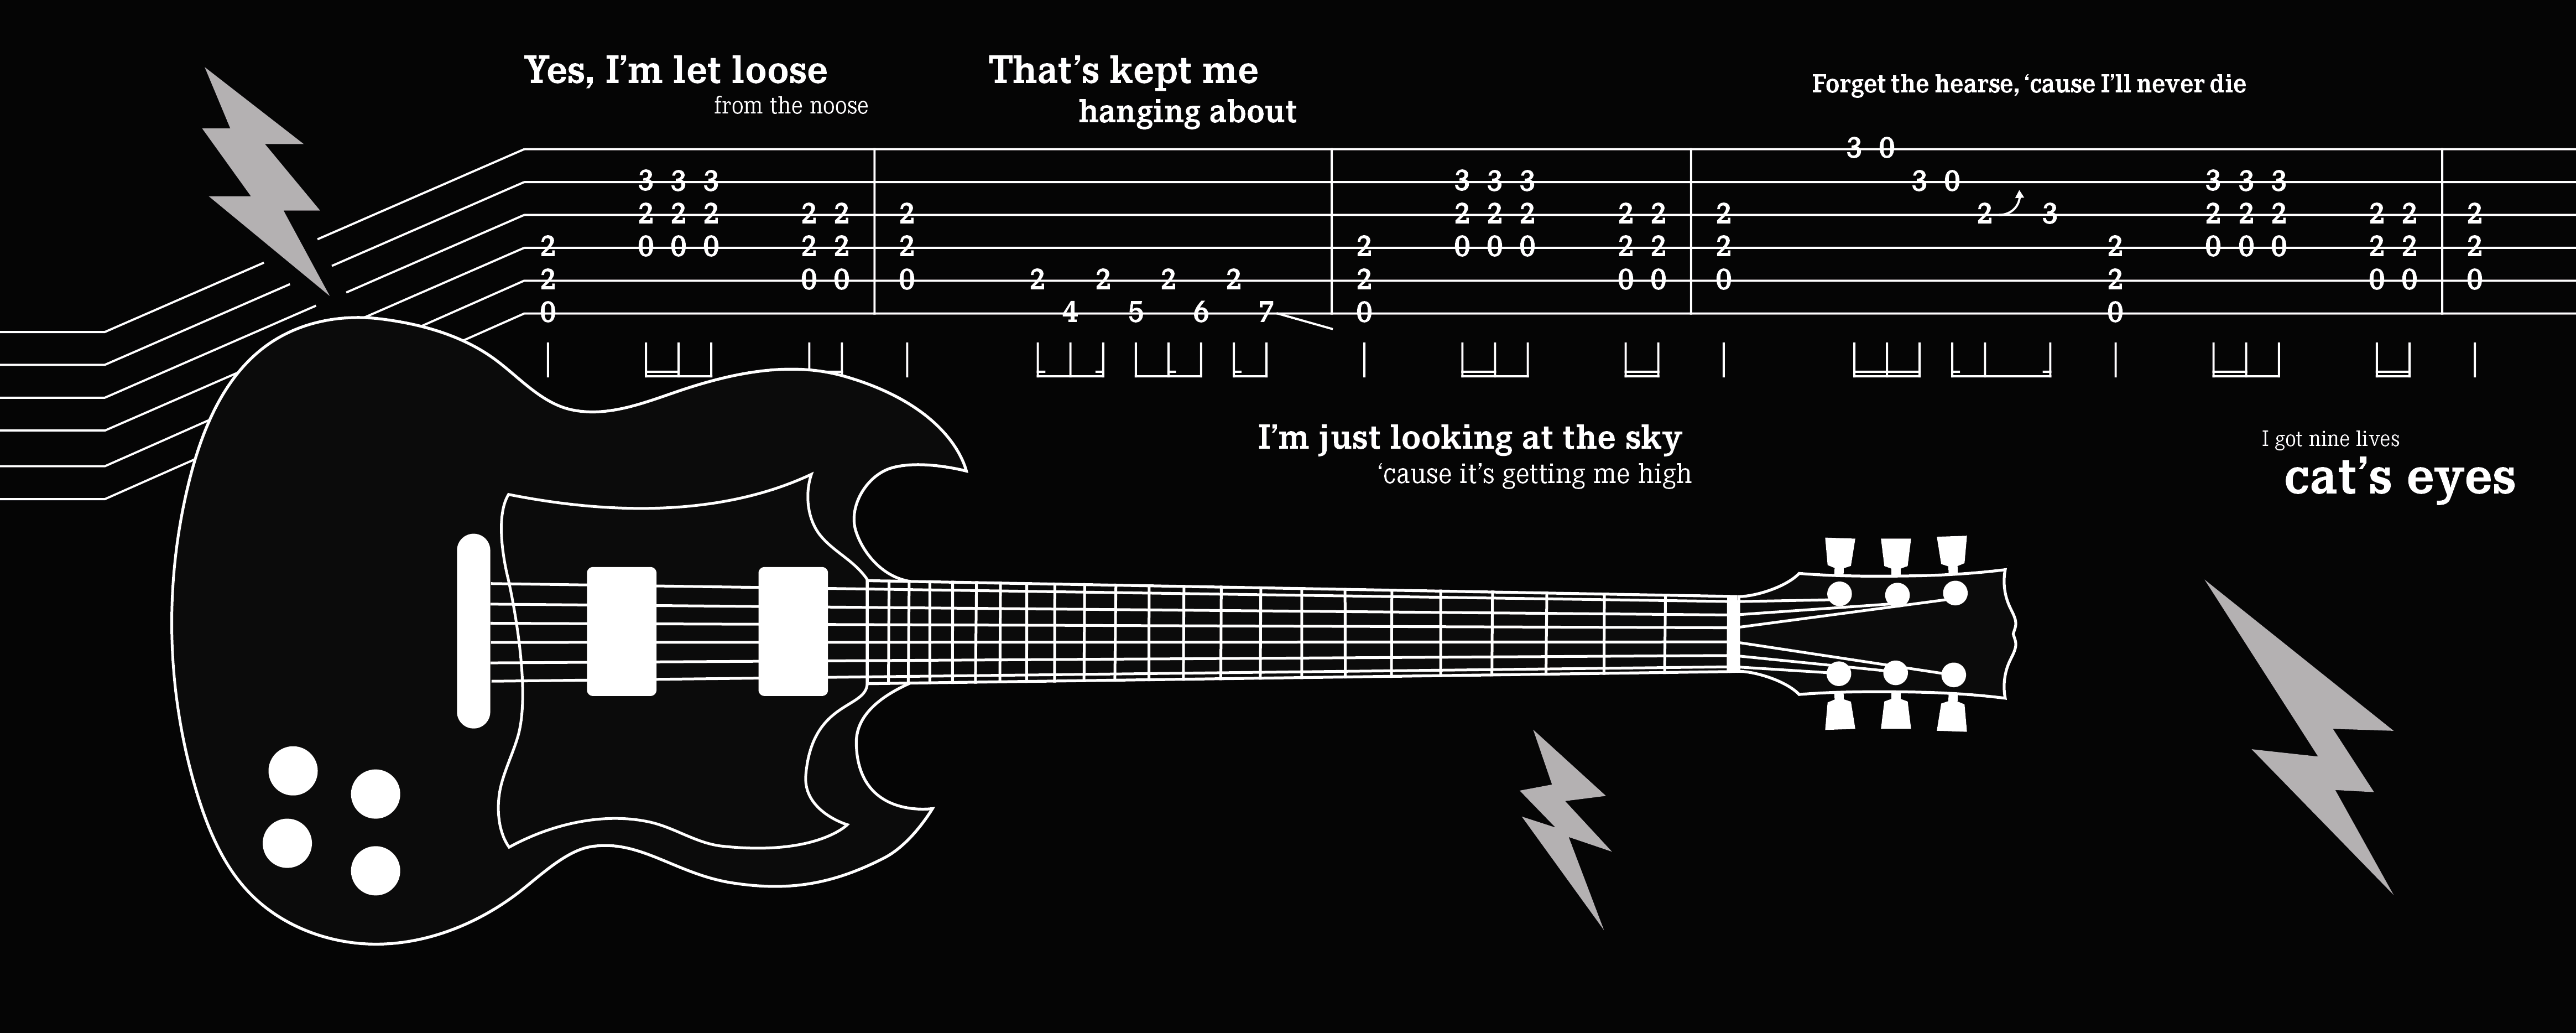 Yes, I’m let loose
from the noose
That’s kept me
hanging about
Forget the hearse, ‘cause I’ll never die
3 0
3 3 3 3 3 3 3 0 3 3 3
2 2 2 2 2 2 2 2 2 2 2 2 2 3 2 2 2 2 2 2
2 0 0 0 2 2 2 2 0 0 0 2 2 2 2 0 0 0 2 2 2
2 0 0 0 2 2 2 2 2 0 0 0 2 0 0 0
0 4 5 6 7 0 0
I’m just looking at the sky
‘cause it’s getting me high
I got nine lives
cat’s eyes